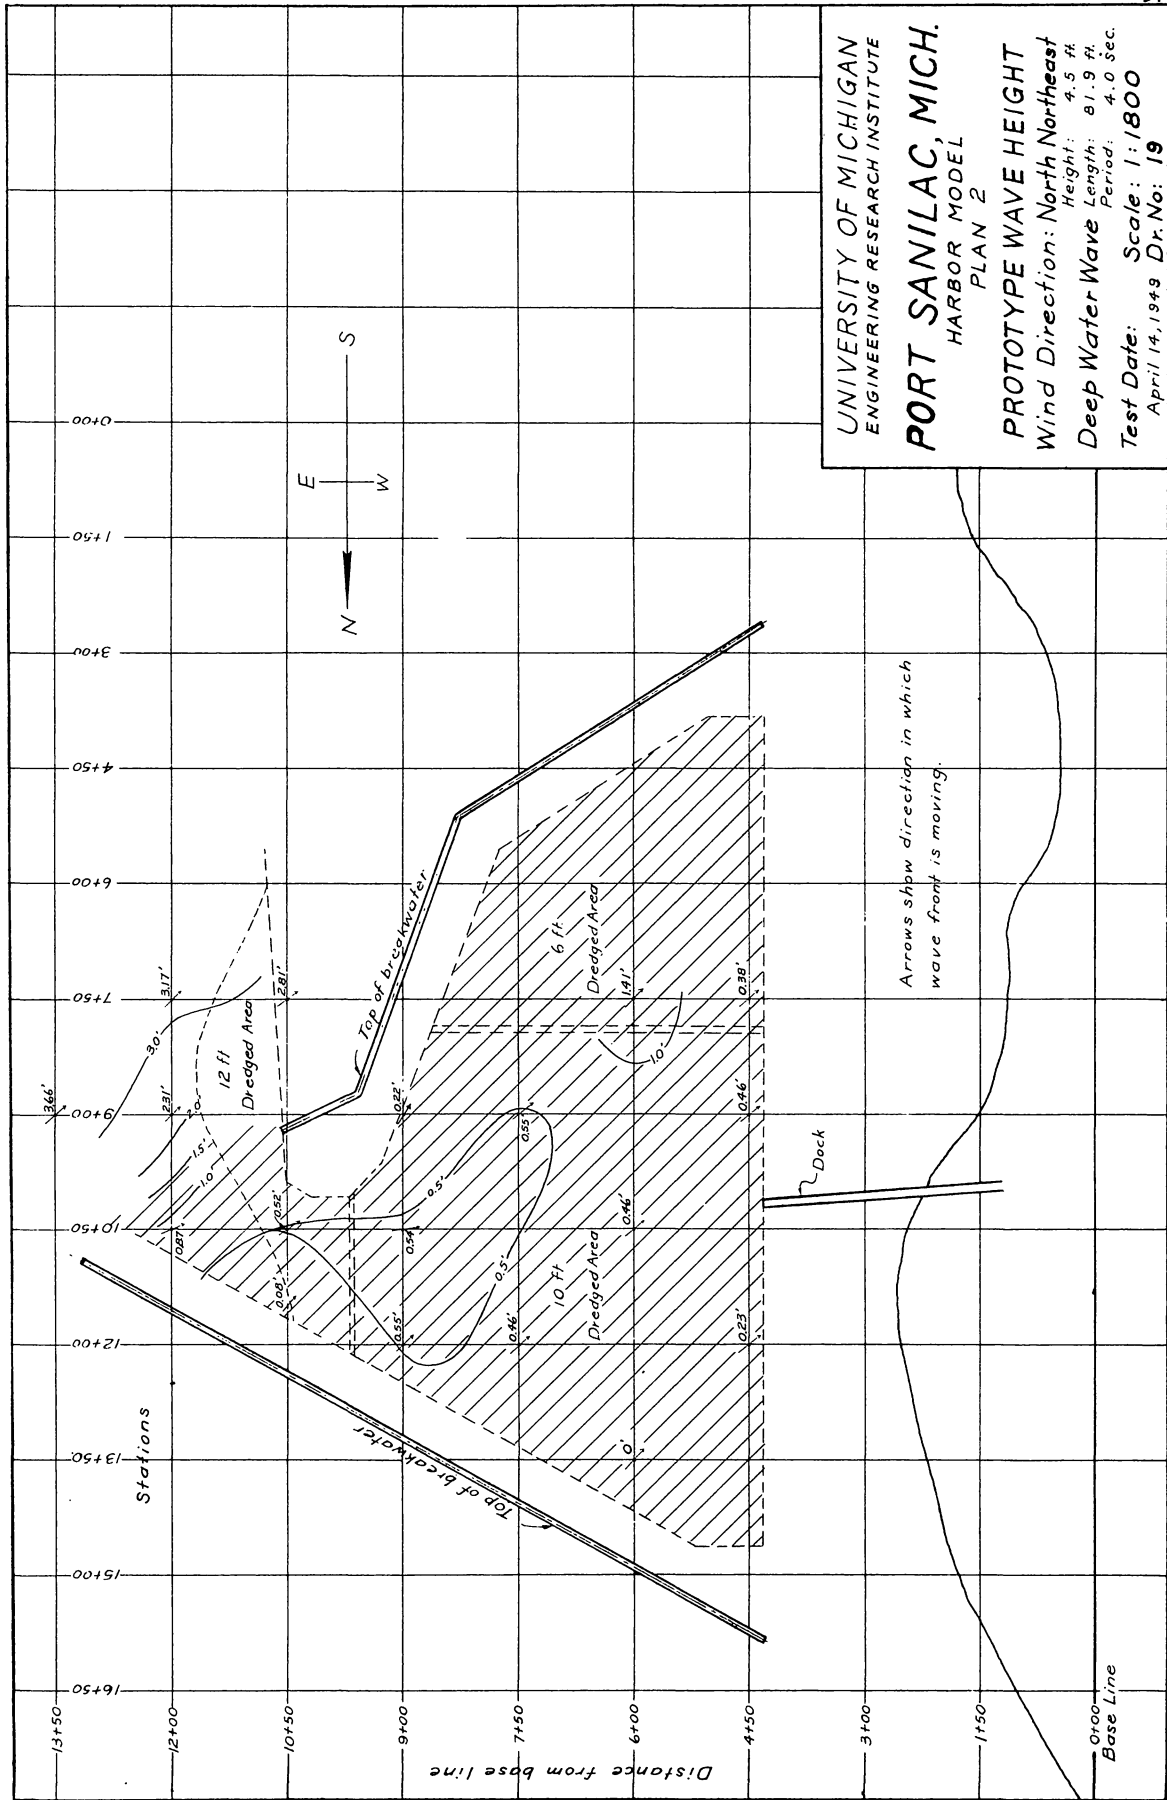 UNIVERSITY OF MICHIGAN
ENGINEERING RESEARCH INSTITUTE
PORT SANILAC, MICH.
HARBOR MODEL
PLAN 2
PROTOTYPE WAVE HEIGHT
Wind Direction: North Northeast
Height: 4.5 ft.
Deep Water Wave Length: 81.9 ft.
Period: 4.0 sec.
Test Date: Scale: 1:1800
April 14, 1949 Dr. No: 19
Stations
16+50
15+00
13+50
12+00
10+50
9+00
7+50
6+00
4+50
3+00
1+50
0+00
Distance from base line
13+50
12+00
10+50
9+00
7+50
6+00
4+50
3+00
1+50
0+00
Base Line
N
S
E
W
Top of breakwater
Top of breakwater
12 ft
Dredged Area
6 ft
Dredged Area
10 ft
Dredged Area
Dock
Arrows show direction in which
wave front is moving.
3.66'
3.17'
2.31'
0.87'
2.81'
0.52'
0.08'
0.22'
0.54'
0.55'
0.55'
0.46'
1.41'
0.46'
0'
0.38'
0.46'
0.23'
3.0'
2.0'
1.5'
1.0'
0.5'
0.5'
1.0'